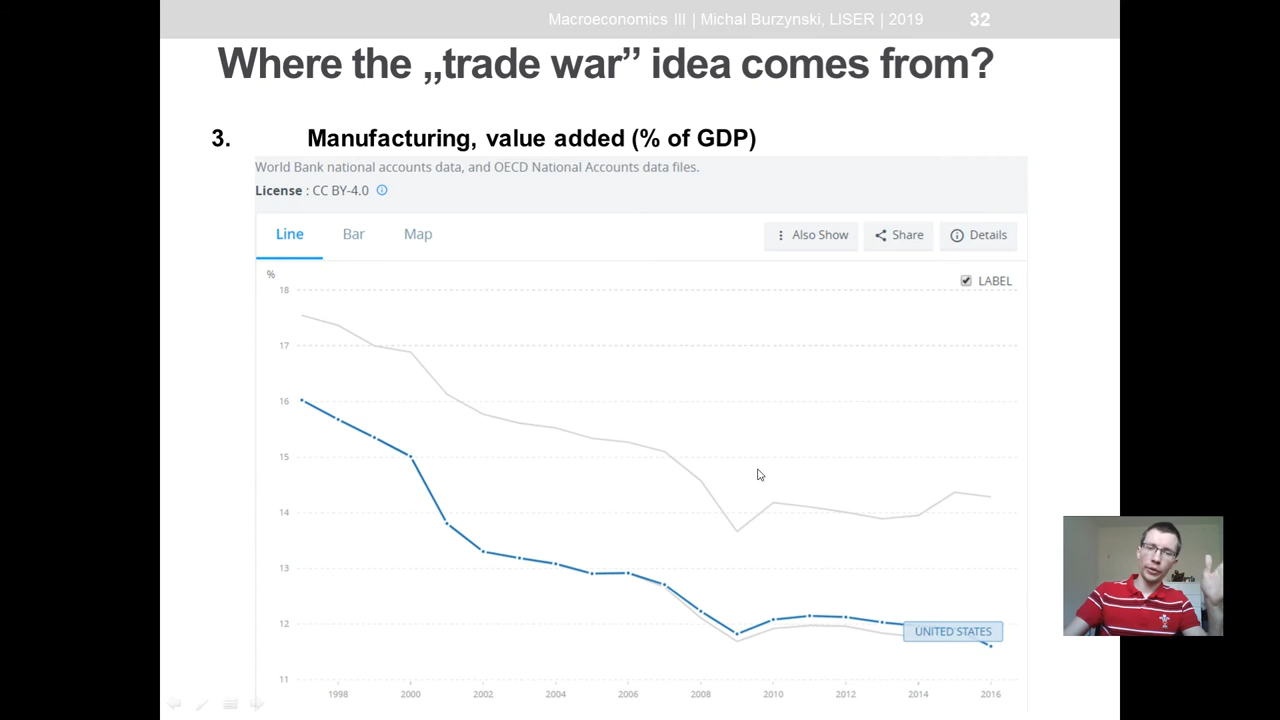 Macroeconomics III | Michal Burzynski, LISER | 2019 32
Where the „trade war” idea comes from?
3. Manufacturing, value added (% of GDP)
World Bank national accounts data, and OECD National Accounts data files.
License : CC BY-4.0
Line Bar Map Also Show Share Details
%
LABEL
18
17
16
15
14
13
12
UNITED STATES
11
1998 2000 2002 2004 2006 2008 2010 2012 2014 2016